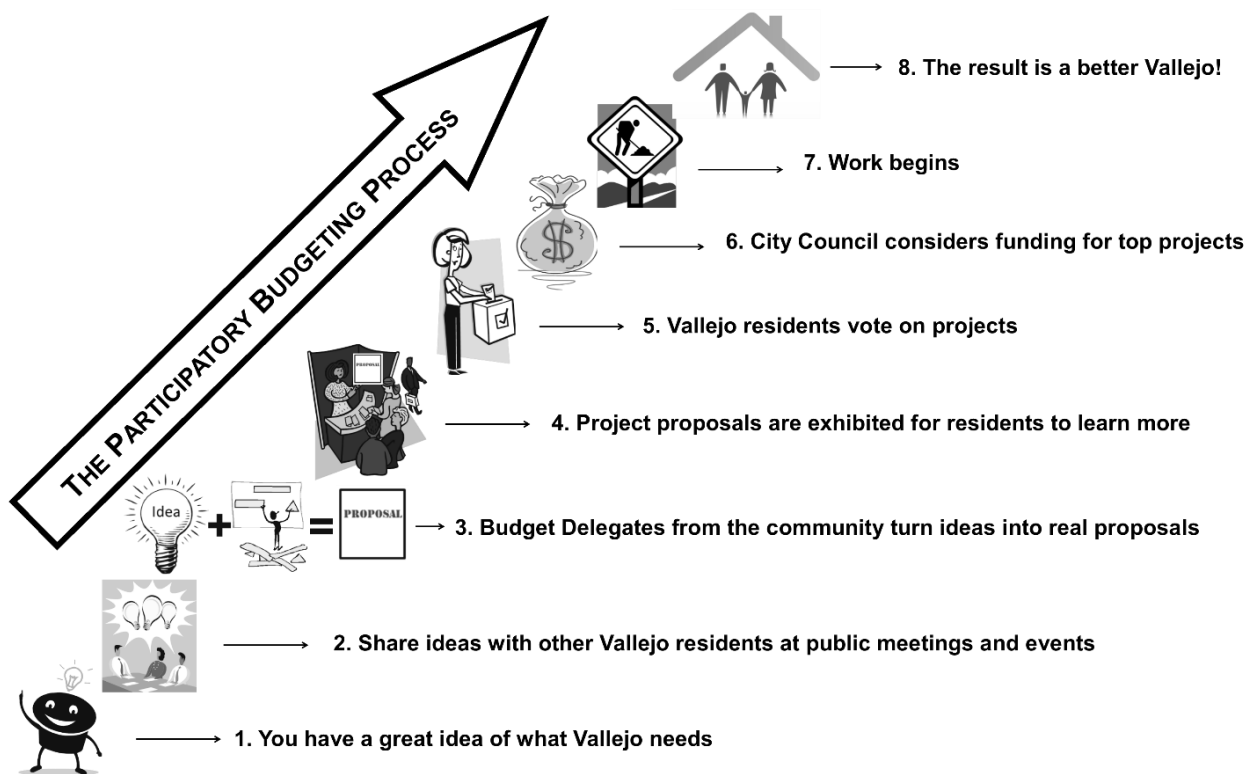 THE PARTICIPATORY BUDGETING PROCESS
8. The result is a better Vallejo!
7. Work begins
$
6. City Council considers funding for top projects
5. Vallejo residents vote on projects
PROPOSAL
4. Project proposals are exhibited for residents to learn more
Idea + = PROPOSAL
3. Budget Delegates from the community turn ideas into real proposals
2. Share ideas with other Vallejo residents at public meetings and events
1. You have a great idea of what Vallejo needs